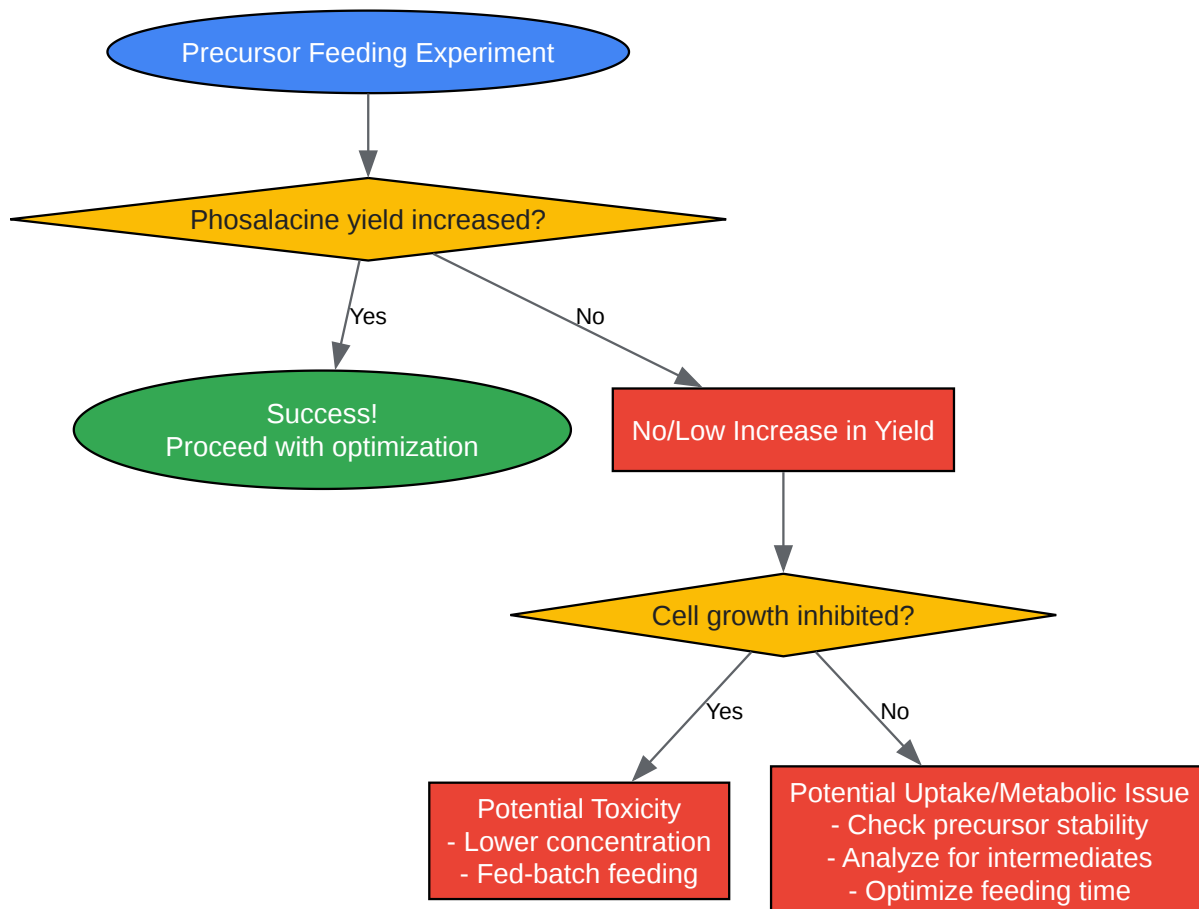 Precursor Feeding Experiment
Phosalacine yield increased?
Yes
No
Success!
Proceed with optimization
No/Low Increase in Yield
Cell growth inhibited?
Yes
No
Potential Toxicity
- Lower concentration
- Fed-batch feeding
Potential Uptake/Metabolic Issue
- Check precursor stability
- Analyze for intermediates
- Optimize feeding time